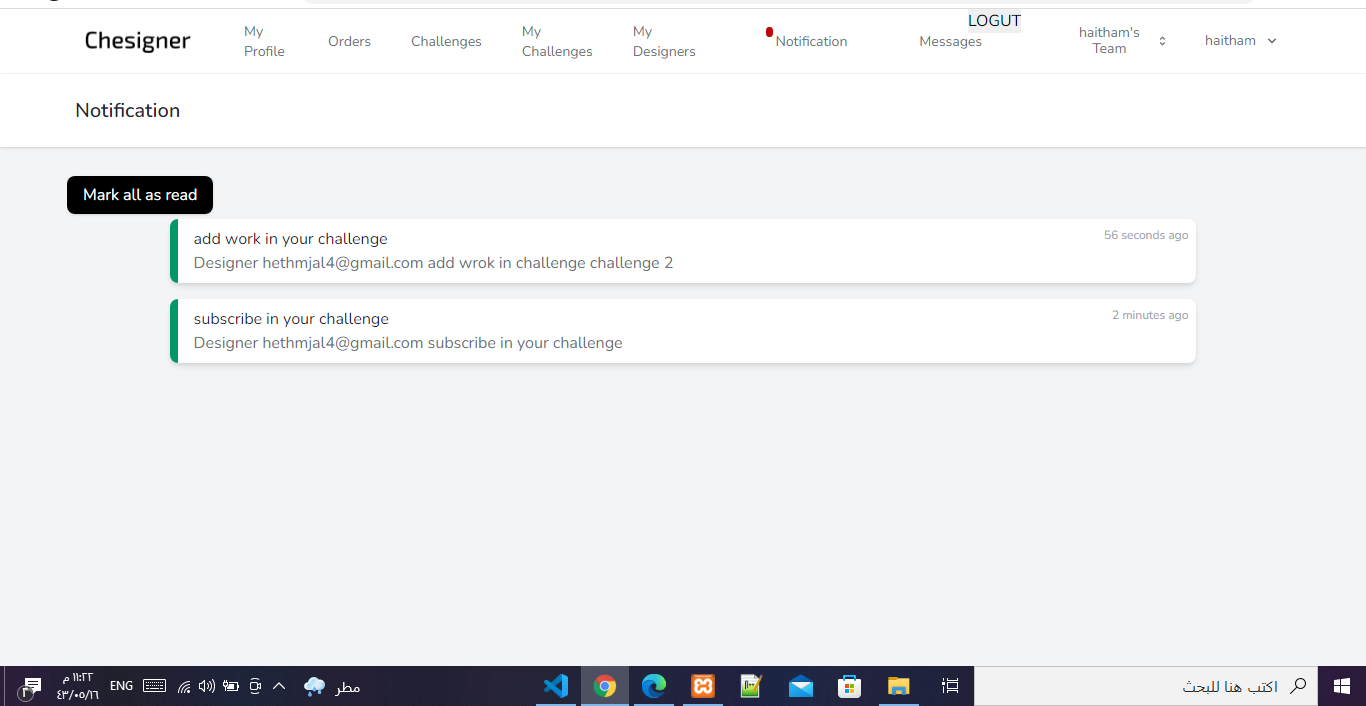 LOGUT
Chesigner
My Profile
Orders
Challenges
My Challenges
My Designers
Notification
Messages
haitham's Team
haitham
Notification
Mark all as read
add work in your challenge
56 seconds ago
Designer hethmjal4@gmail.com add wrok in challenge challenge 2
subscribe in your challenge
2 minutes ago
Designer hethmjal4@gmail.com subscribe in your challenge
١١:٢٢ م
٤٣/٠٥/١٦
ENG
مطر
اكتب هنا للبحث